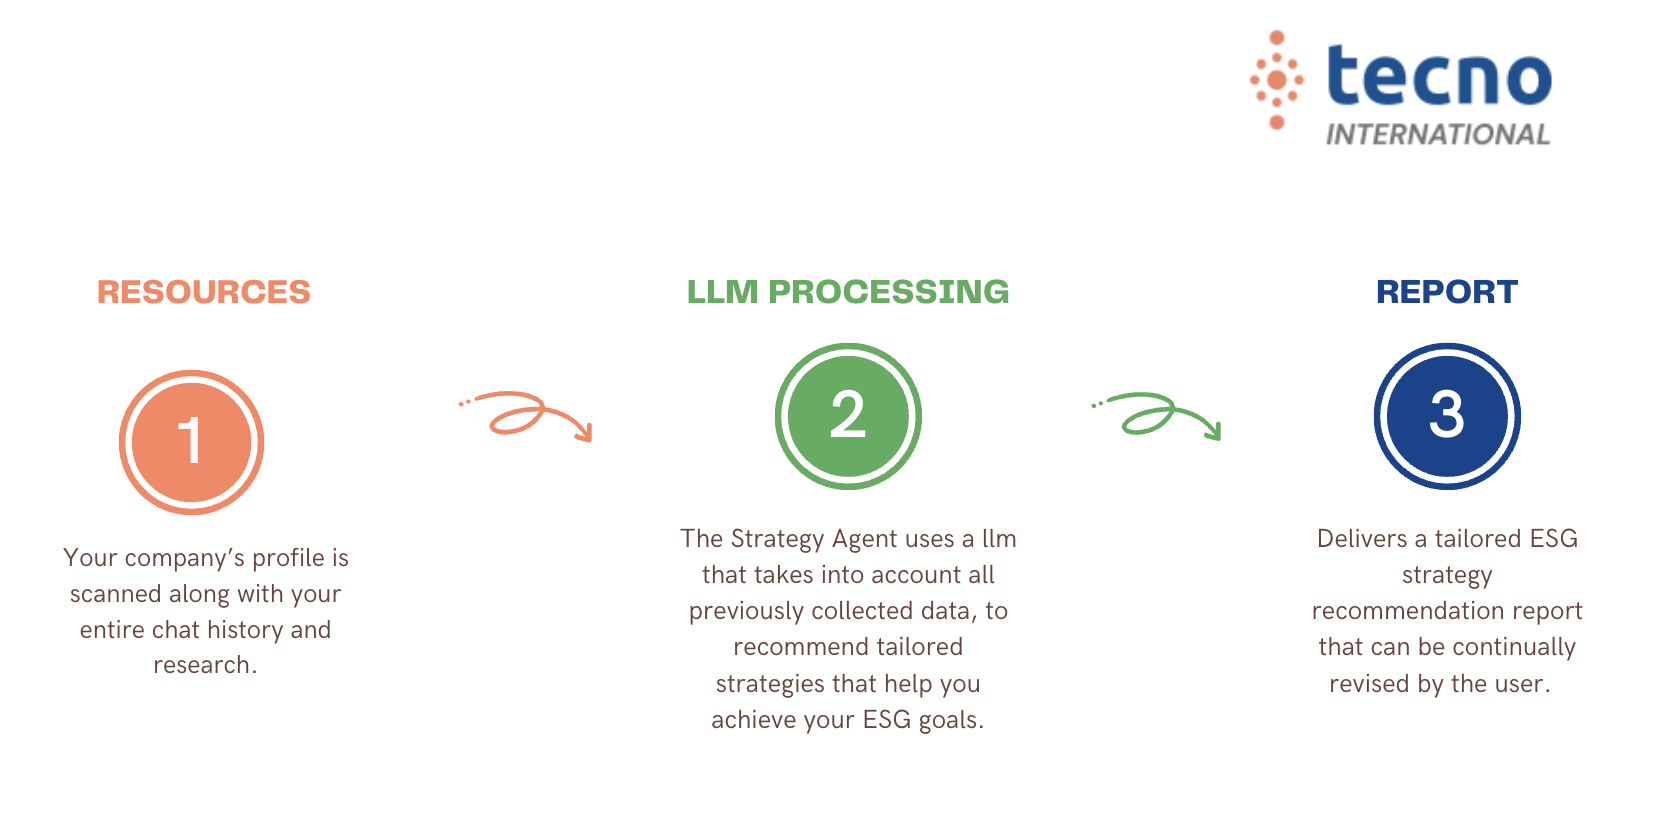 tecno
INTERNATIONAL
RESOURCES
1
Your company’s profile is
scanned along with your
entire chat history and
research.
LLM PROCESSING
2
The Strategy Agent uses a llm
that takes into account all
previously collected data, to
recommend tailored
strategies that help you
achieve your ESG goals.
REPORT
3
Delivers a tailored ESG
strategy
recommendation report
that can be continually
revised by the user.